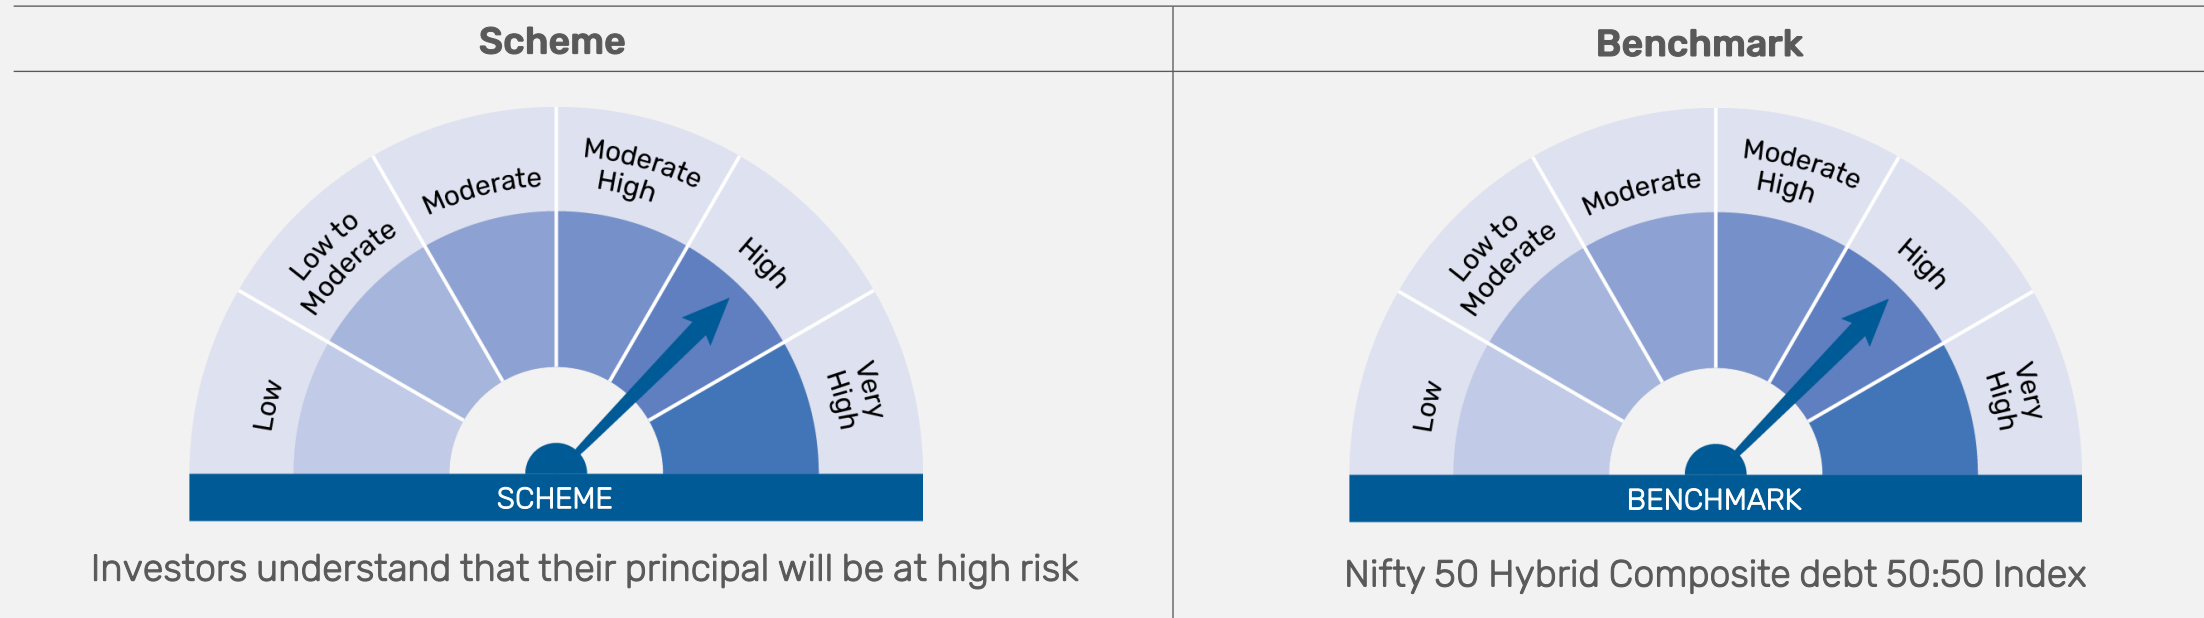 Scheme
Benchmark
Low
Low to
Moderate
Moderate
Moderate
High
High
Very
High
SCHEME
Investors understand that their principal will be at high risk
Low
Low to
Moderate
Moderate
Moderate
High
High
Very
High
BENCHMARK
Nifty 50 Hybrid Composite debt 50:50 Index